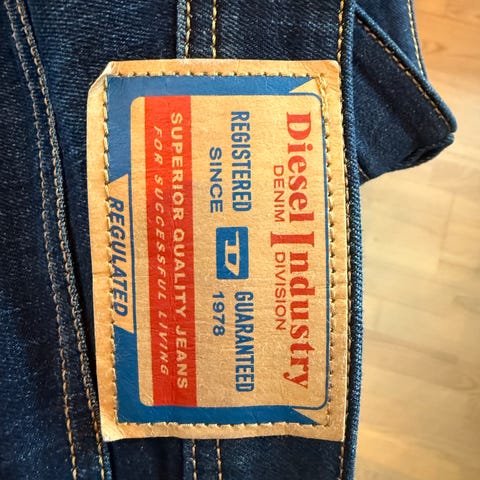 Diesel Industry
DENIM DIVISION
REGISTERED D GUARANTEED
SINCE 1978
SUPERIOR QUALITY JEANS
FOR SUCCESSFUL LIVING
REGULATED